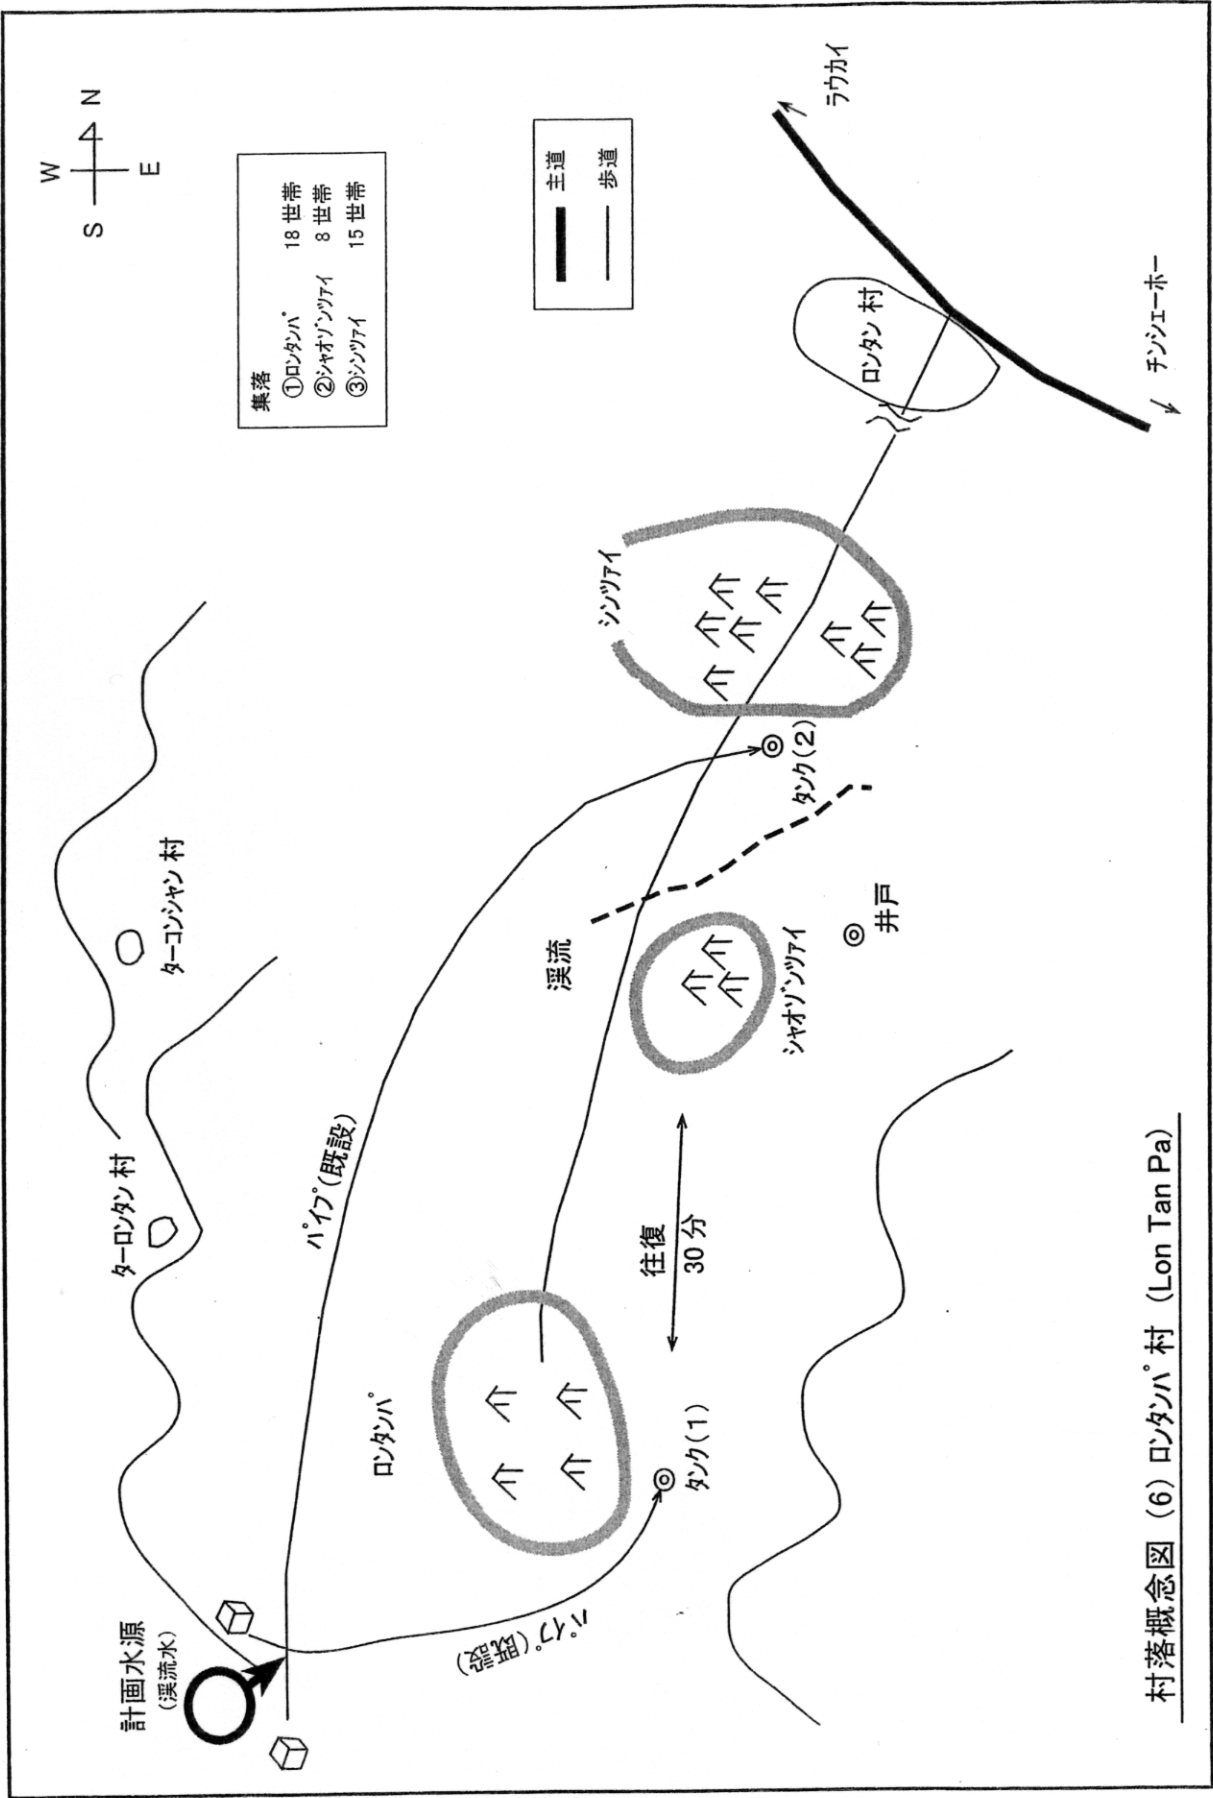 村落概念図 (6) ロンタンパ村 (Lon Tan Pa)
W
S
N
E
集落
①ロンタンパ 18 世帯
②シャオゾンツァイ 8 世帯
③シンツァイ 15 世帯
主道
歩道
計画水源
(渓流水)
ターロンタン村
ターコンシャン村
パイプ(既設)
パイプ(既設)
ロンタンパ
タンク(1)
往復
30 分
渓流
シャオゾンツァイ
井戸
タンク(2)
シンツァイ
ロンタン村
ラウカイ
チンシェーホー